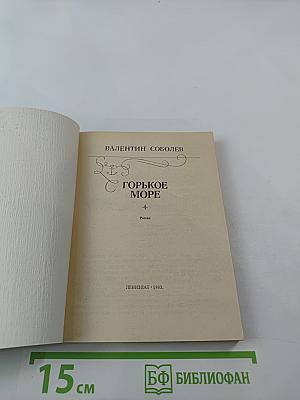 ВАЛЕНТИН СОБОЛЕВ
ГОРЬКОЕ
МОРЕ
Роман
ЛЕНИЗДАТ · 1983
15 см
БФ БИБЛИОФАН